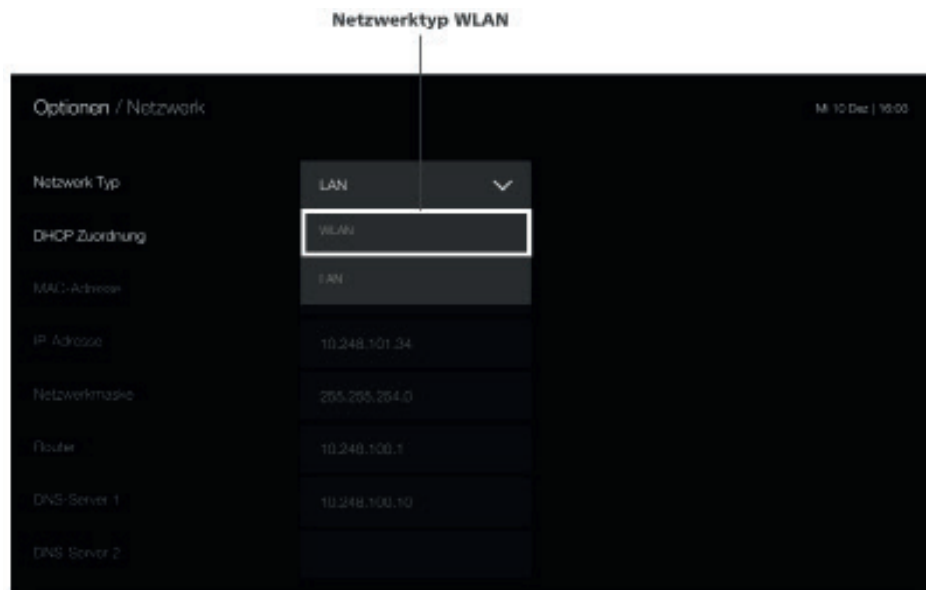 Netzwerktyp WLAN
Optionen / Netzwerk
Mi 10 Dez | 16:03
Netzwerk Typ
LAN
WLAN
DHCP Zuordnung
LAN
MAC-Adresse
IP Adresse
10.248.101.34
Netzwerkmaske
255.255.254.0
Router
10.248.100.1
DNS-Server 1
10.248.100.10
DNS Server 2